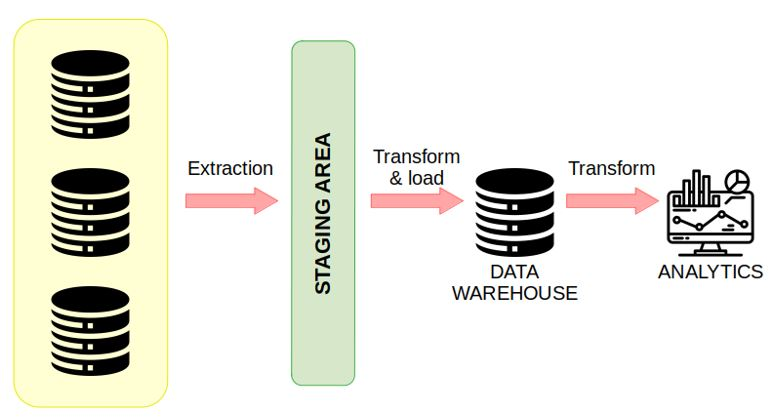 Extraction
STAGING AREA
Transform
& load
DATA
WAREHOUSE
Transform
ANALYTICS